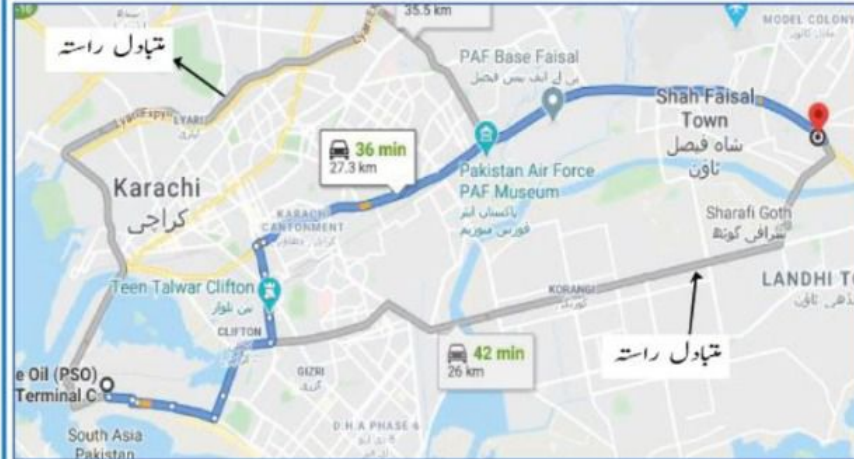 35.5 km
MODEL COLONY
متبادل راستہ
PAF Base Faisal
پی اے ایف بیس فیصل
Shah Faisal
Town
شاہ فیصل
ٹاؤن
LYARI
36 min
27.3 km
Pakistan Air Force
PAF Museum
پاکستان ایئر
فورس میوزیم
Karachi
کراچی
KARACHI
CANTONMENT
Sharafi Goth
شرافی گوٹھ
Teen Talwar Clifton
تین تلوار
KORANGI
کورنگی
LANDHI
CLIFTON
GIZRI
گزری
42 min
26 km
متبادل راستہ
e Oil (PSO)
Terminal C
D.H.A PHASE 6
South Asia
Pakistan